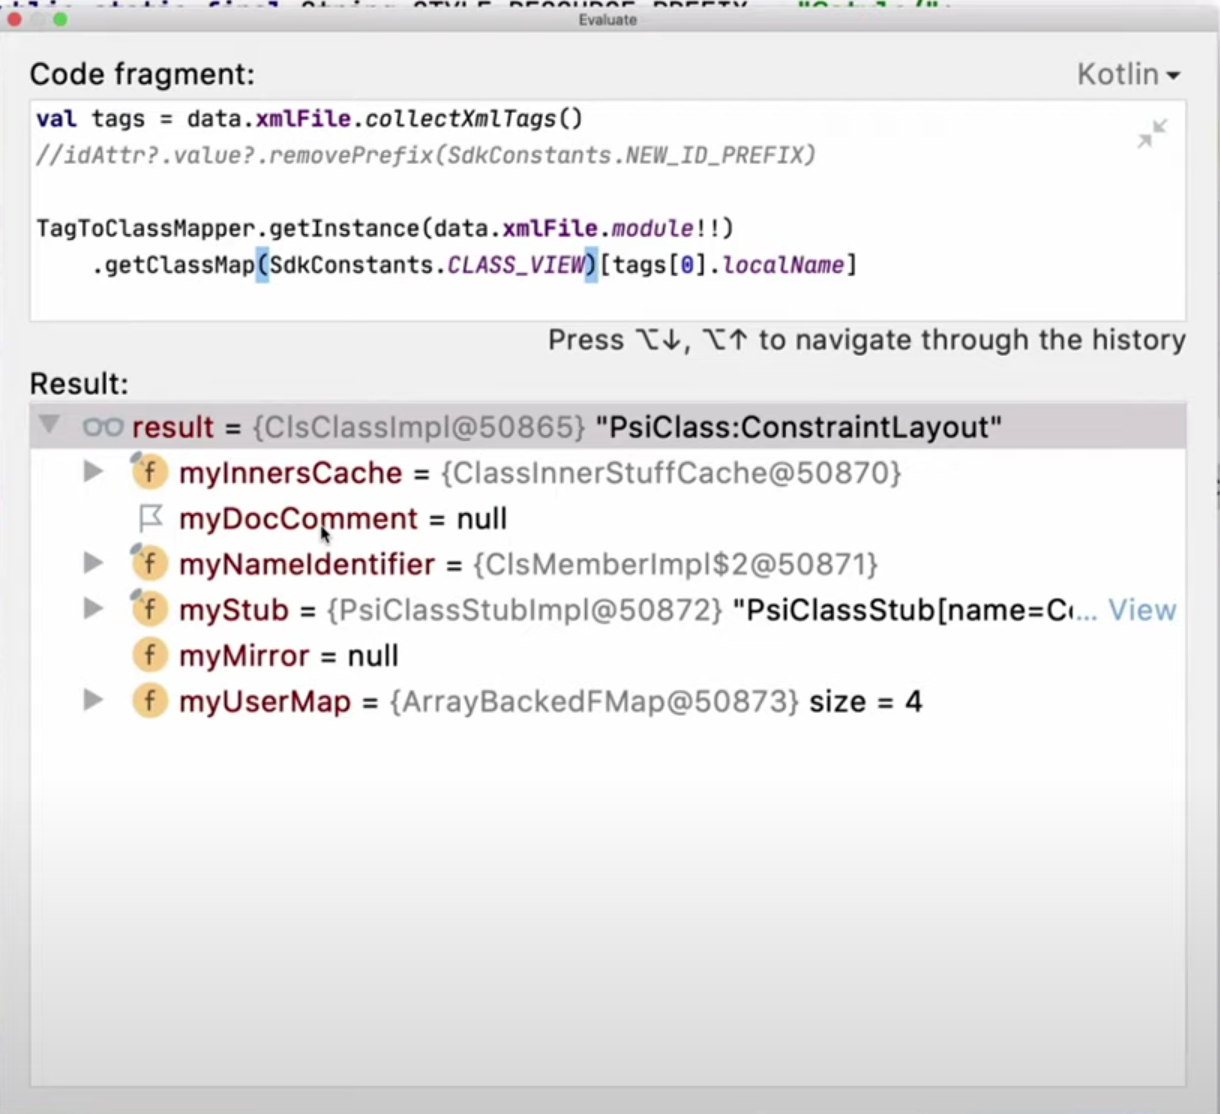 Evaluate
Code fragment:
Kotlin
val tags = data.xmlFile.collectXmlTags()
//idAttr?.value?.removePrefix(SdkConstants.NEW_ID_PREFIX)
TagToClassMapper.getInstance(data.xmlFile.module!!)
.getClassMap(SdkConstants.CLASS_VIEW)[tags[0].localName]
Press ⌥↓, ⌥↑ to navigate through the history
Result:
result = {ClsClassImpl@50865} "PsiClass:ConstraintLayout"
f myInnersCache = {ClassInnerStuffCache@50870}
myDocComment = null
f myNameIdentifier = {ClsMemberImpl$2@50871}
f myStub = {PsiClassStubImpl@50872} "PsiClassStub[name=Co... View
f myMirror = null
f myUserMap = {ArrayBackedFMap@50873} size = 4